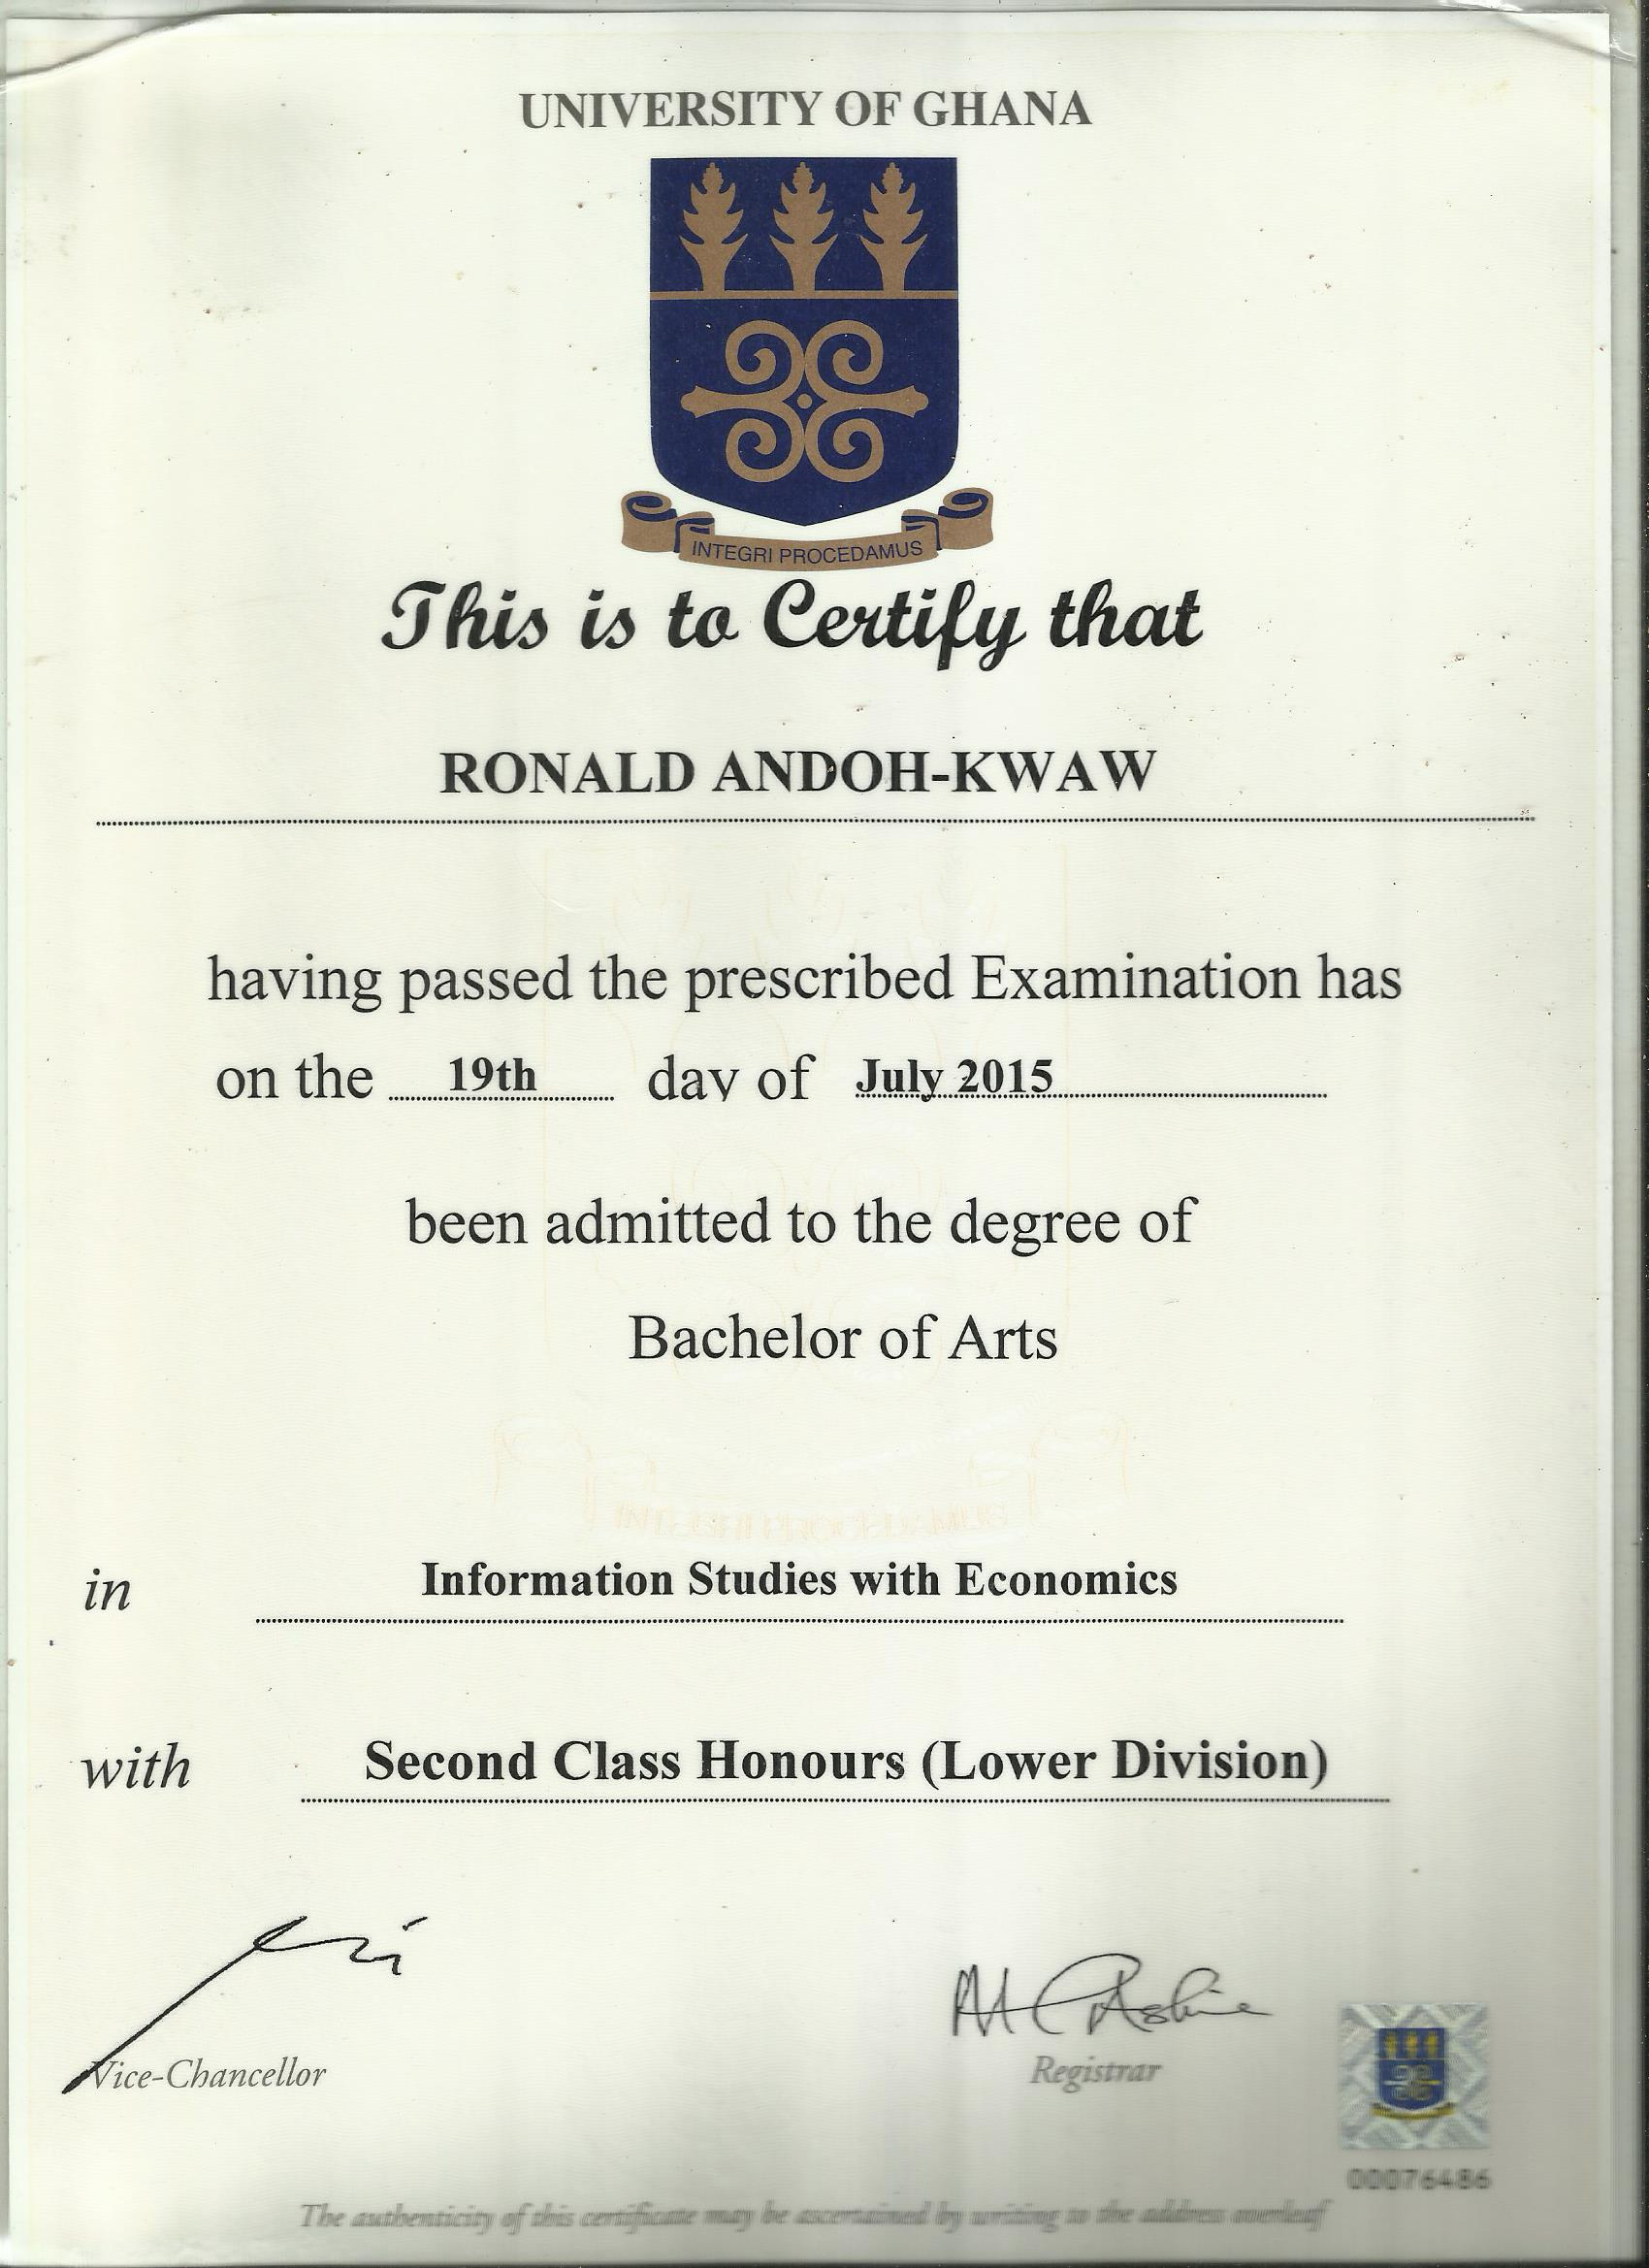 UNIVERSITY OF GHANA
INTEGRI PROCEDAMUS
This is to Certify that
RONALD ANDOH-KWAW
having passed the prescribed Examination has
on the 19th day of July 2015
been admitted to the degree of
Bachelor of Arts
in Information Studies with Economics
with Second Class Honours (Lower Division)
Vice-Chancellor
Registrar
00076486
The authenticity of this certificate may be ascertained by writing to the address overleaf